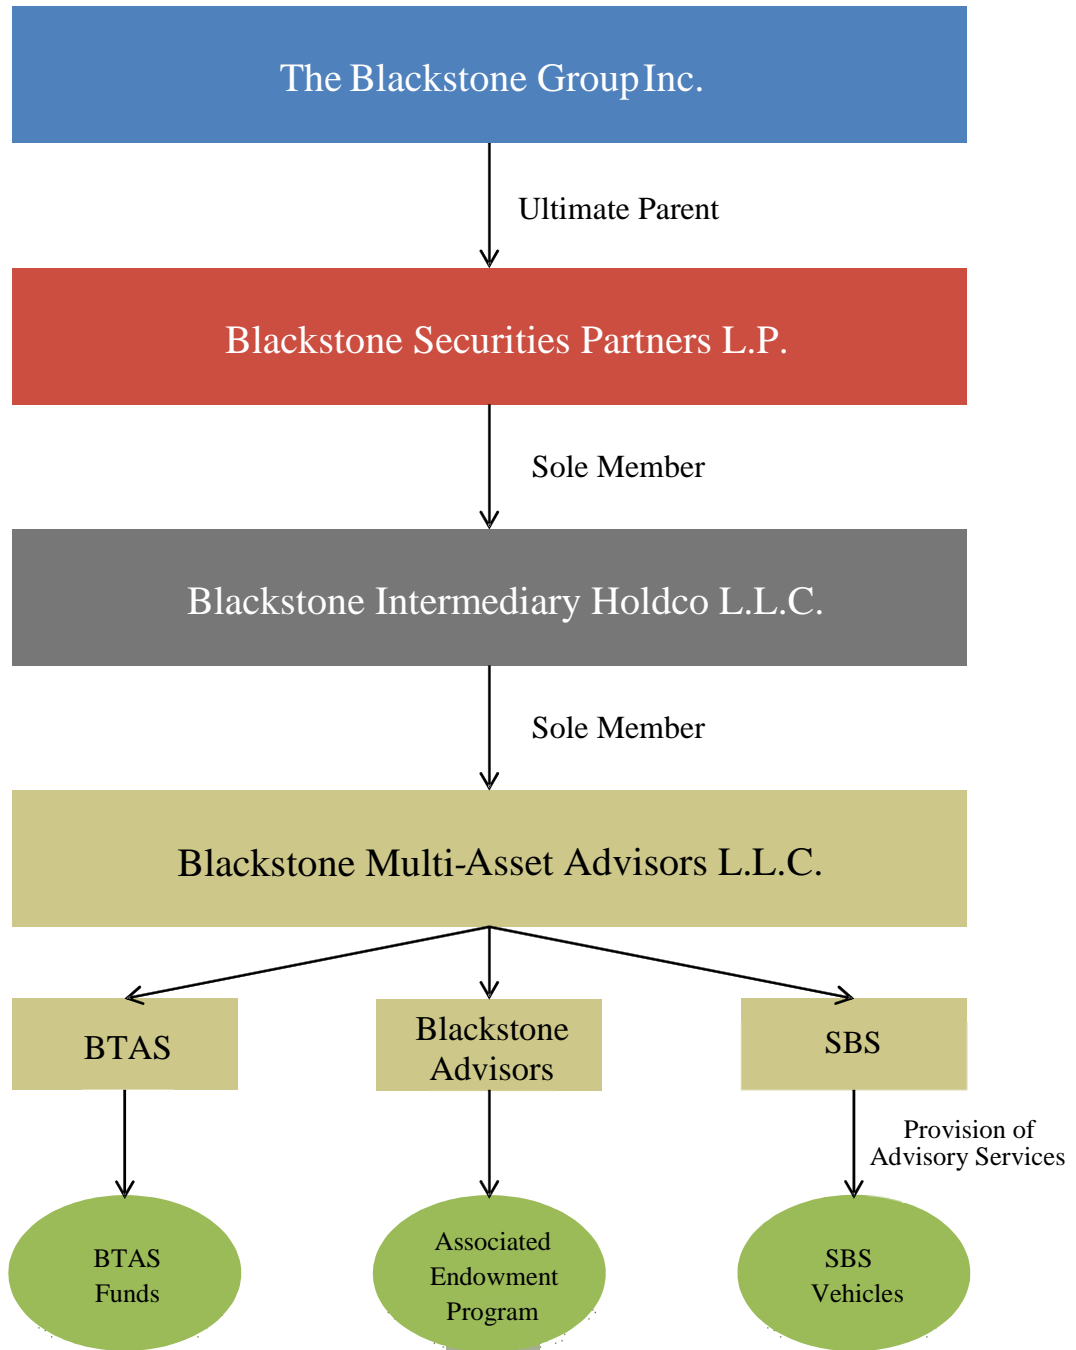 The Blackstone Group Inc.
Ultimate Parent
Blackstone Securities Partners L.P.
Sole Member
Blackstone Intermediary Holdco L.L.C.
Sole Member
Blackstone Multi-Asset Advisors L.L.C.
BTAS
Blackstone
Advisors
SBS
Provision of
Advisory Services
BTAS
Funds
Associated
Endowment
Program
SBS
Vehicles